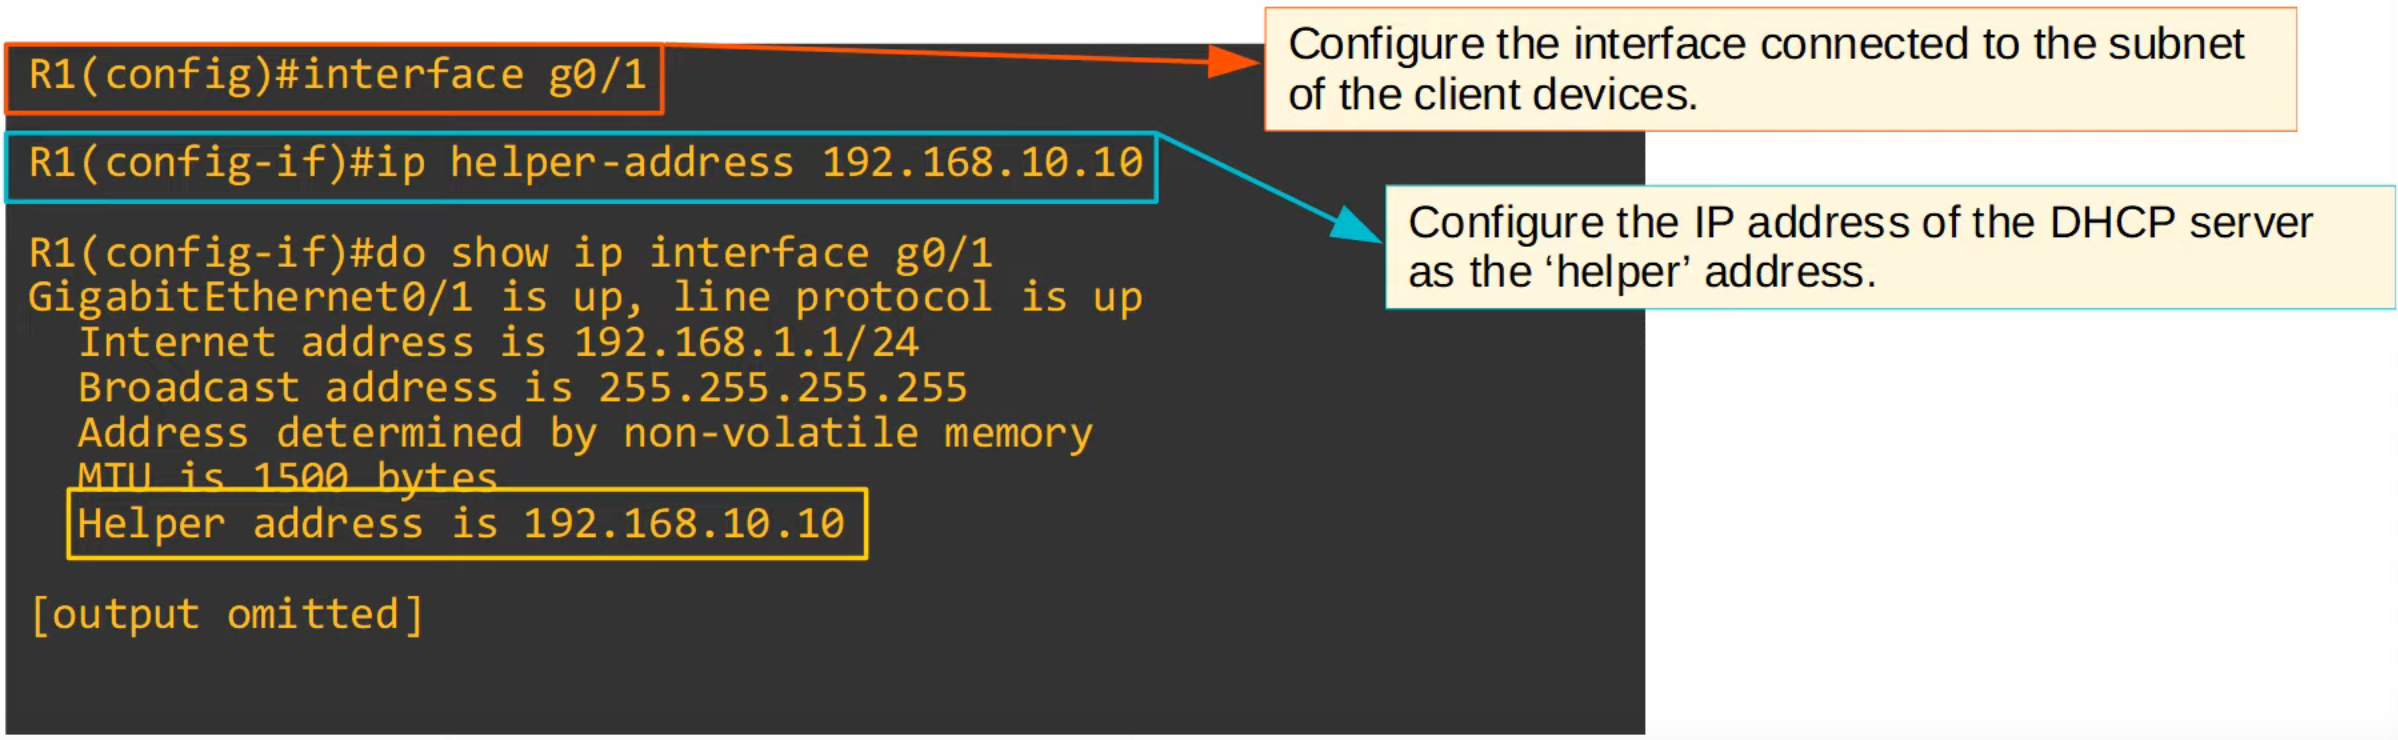 R1(config)#interface g0/1
Configure the interface connected to the subnet
of the client devices.
R1(config-if)#ip helper-address 192.168.10.10
Configure the IP address of the DHCP server
as the ‘helper’ address.
R1(config-if)#do show ip interface g0/1
GigabitEthernet0/1 is up, line protocol is up
  Internet address is 192.168.1.1/24
  Broadcast address is 255.255.255.255
  Address determined by non-volatile memory
  MTU is 1500 bytes
  Helper address is 192.168.10.10
[output omitted]